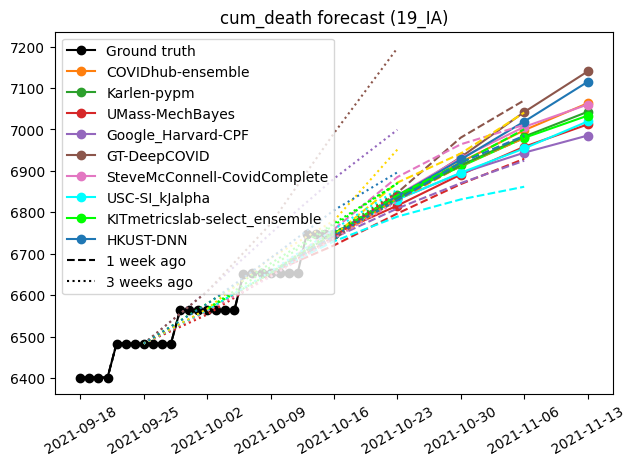 cum_death forecast (19_IA)
7200
7100
7000
6900
6800
6700
6600
6500
6400
Ground truth
COVIDhub-ensemble
Karlen-pypm
UMass-MechBayes
Google_Harvard-CPF
GT-DeepCOVID
SteveMcConnell-CovidComplete
USC-SI_kJalpha
KITmetricslab-select_ensemble
HKUST-DNN
1 week ago
3 weeks ago
2021-09-18
2021-09-25
2021-10-02
2021-10-09
2021-10-16
2021-10-23
2021-10-30
2021-11-06
2021-11-13